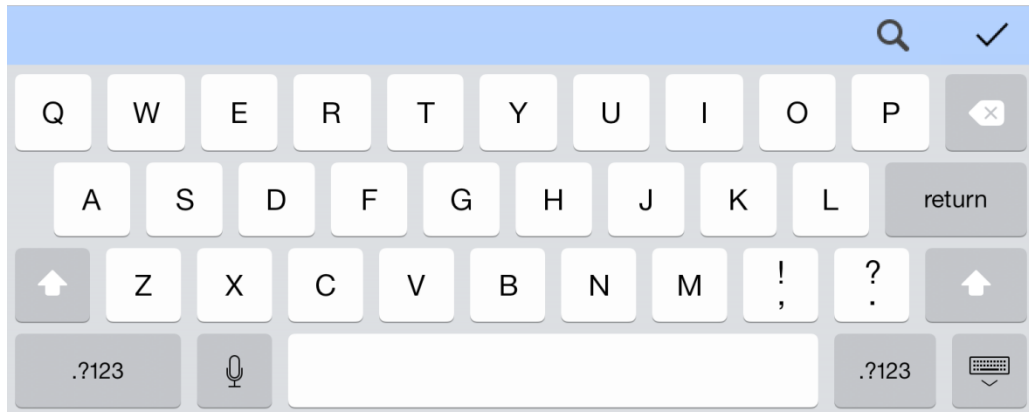 Q W E R T Y U I O P
A S D F G H J K L return
Z X C V B N M ! , ? .
.?123 .?123